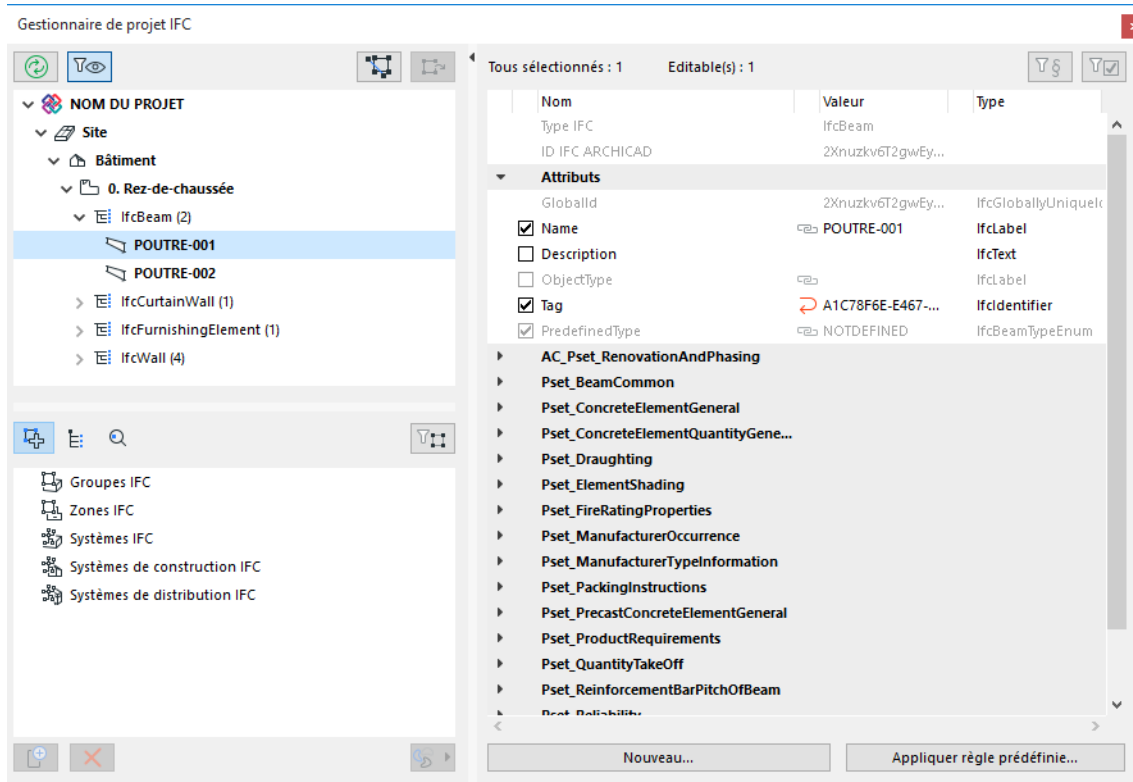 Gestionnaire de projet IFC
NOM DU PROJET
Site
Bâtiment
0. Rez-de-chaussée
IfcBeam (2)
POUTRE-001
POUTRE-002
IfcCurtainWall (1)
IfcFurnishingElement (1)
IfcWall (4)
Groupes IFC
Zones IFC
Systèmes IFC
Systèmes de construction IFC
Systèmes de distribution IFC
Tous sélectionnés : 1 Editable(s) : 1
Nom Valeur Type
Type IFC IfcBeam
ID IFC ARCHICAD 2Xnuzkv6T2gwEy...
Attributs
GlobalId 2Xnuzkv6T2gwEy... IfcGloballyUniqueIc
Name POUTRE-001 IfcLabel
Description IfcText
ObjectType IfcLabel
Tag A1C78F6E-E467-... IfcIdentifier
PredefinedType NOTDEFINED IfcBeamTypeEnum
AC_Pset_RenovationAndPhasing
Pset_BeamCommon
Pset_ConcreteElementGeneral
Pset_ConcreteElementQuantityGene...
Pset_Draughting
Pset_ElementShading
Pset_FireRatingProperties
Pset_ManufacturerOccurrence
Pset_ManufacturerTypeInformation
Pset_PackingInstructions
Pset_PrecastConcreteElementGeneral
Pset_ProductRequirements
Pset_QuantityTakeOff
Pset_ReinforcementBarPitchOfBeam
Pset_Reliability
Nouveau... Appliquer règle prédéfinie...